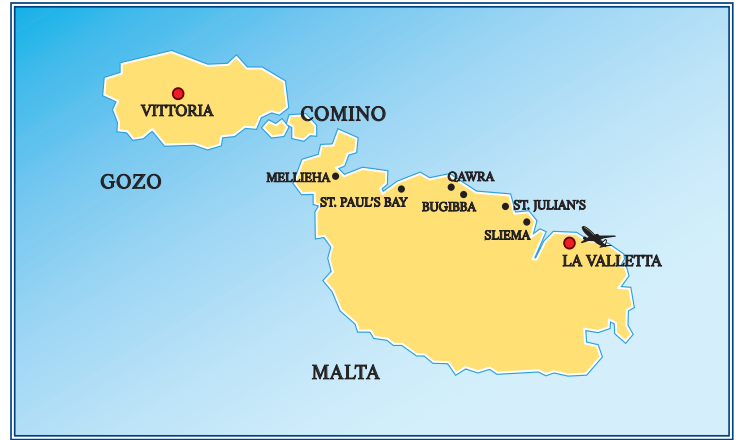 VITTORIA
COMINO
GOZO
MELLIEHA
QAWRA
ST. PAUL'S BAY
BUGIBBA
ST. JULIAN'S
SLIEMA
LA VALLETTA
MALTA